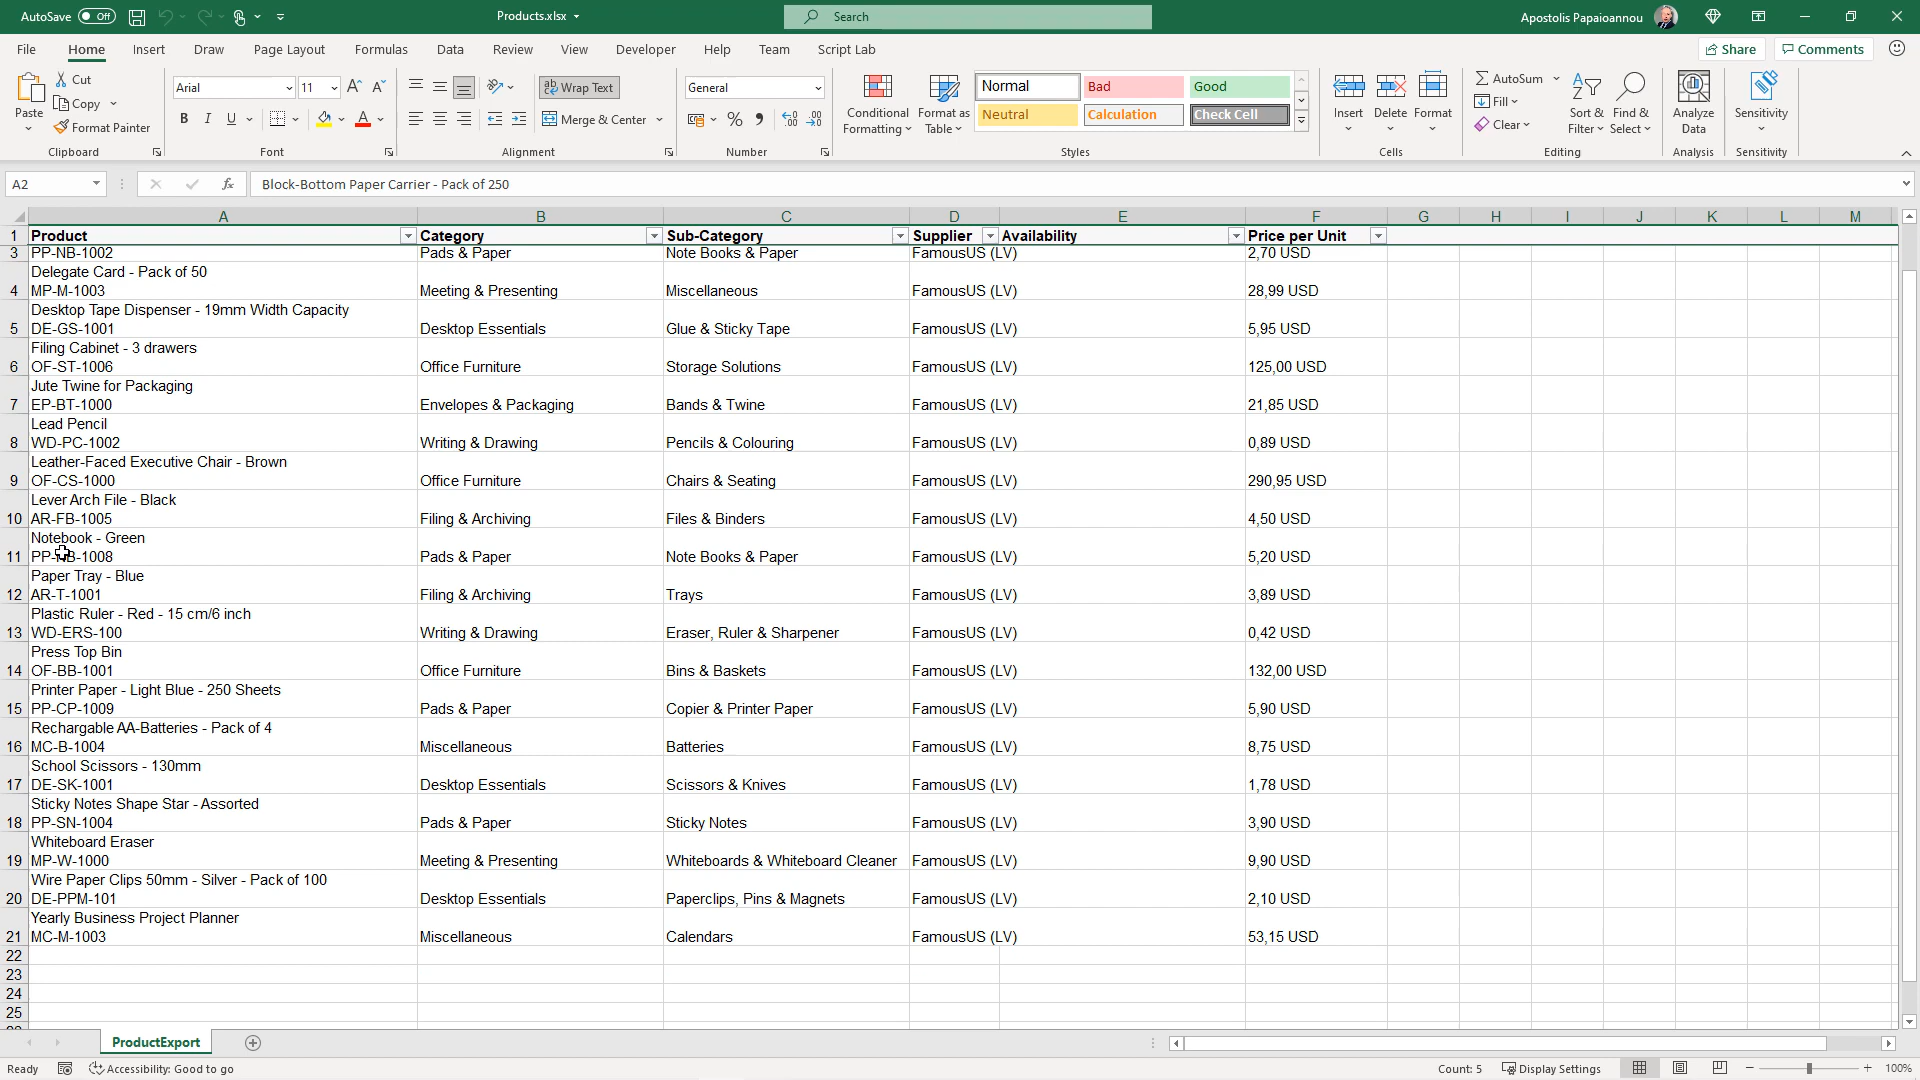 AutoSave Off Products.xlsx Search Apostolis Papaioannou
File Home Insert Draw Page Layout Formulas Data Review View Developer Help Team Script Lab Share Comments
Paste Cut Copy Format Painter
Clipboard
Arial 11
B I U A
Font
ab Wrap Text
Merge & Center
Alignment
General
%
Number
Conditional Formatting
Format as Table
Normal Bad Good
Neutral Calculation Check Cell
Styles
Insert Delete Format
Cells
AutoSum
Fill
Clear
Sort & Filter
Find & Select
Editing
Analyze Data
Analysis
Sensitivity
Sensitivity
A2 fx Block-Bottom Paper Carrier - Pack of 250
A B C D E F G H I J K L M
1 Product Category Sub-Category Supplier Availability Price per Unit
3 PP-NB-1002 Pads & Paper Note Books & Paper FamousUS (LV) 2,70 USD
Delegate Card - Pack of 50
4 MP-M-1003 Meeting & Presenting Miscellaneous FamousUS (LV) 28,99 USD
Desktop Tape Dispenser - 19mm Width Capacity
5 DE-GS-1001 Desktop Essentials Glue & Sticky Tape FamousUS (LV) 5,95 USD
Filing Cabinet - 3 drawers
6 OF-ST-1006 Office Furniture Storage Solutions FamousUS (LV) 125,00 USD
Jute Twine for Packaging
7 EP-BT-1000 Envelopes & Packaging Bands & Twine FamousUS (LV) 21,85 USD
Lead Pencil
8 WD-PC-1002 Writing & Drawing Pencils & Colouring FamousUS (LV) 0,89 USD
Leather-Faced Executive Chair - Brown
9 OF-CS-1000 Office Furniture Chairs & Seating FamousUS (LV) 290,95 USD
Lever Arch File - Black
10 AR-FB-1005 Filing & Archiving Files & Binders FamousUS (LV) 4,50 USD
Notebook - Green
11 PP-NB-1008 Pads & Paper Note Books & Paper FamousUS (LV) 5,20 USD
Paper Tray - Blue
12 AR-T-1001 Filing & Archiving Trays FamousUS (LV) 3,89 USD
Plastic Ruler - Red - 15 cm/6 inch
13 WD-ERS-100 Writing & Drawing Eraser, Ruler & Sharpener FamousUS (LV) 0,42 USD
Press Top Bin
14 OF-BB-1001 Office Furniture Bins & Baskets FamousUS (LV) 132,00 USD
Printer Paper - Light Blue - 250 Sheets
15 PP-CP-1009 Pads & Paper Copier & Printer Paper FamousUS (LV) 5,90 USD
Rechargable AA-Batteries - Pack of 4
16 MC-B-1004 Miscellaneous Batteries FamousUS (LV) 8,75 USD
School Scissors - 130mm
17 DE-SK-1001 Desktop Essentials Scissors & Knives FamousUS (LV) 1,78 USD
Sticky Notes Shape Star - Assorted
18 PP-SN-1004 Pads & Paper Sticky Notes FamousUS (LV) 3,90 USD
Whiteboard Eraser
19 MP-W-1000 Meeting & Presenting Whiteboards & Whiteboard Cleaner FamousUS (LV) 9,90 USD
Wire Paper Clips 50mm - Silver - Pack of 100
20 DE-PPM-101 Desktop Essentials Paperclips, Pins & Magnets FamousUS (LV) 2,10 USD
Yearly Business Project Planner
21 MC-M-1003 Miscellaneous Calendars FamousUS (LV) 53,15 USD
22
23
24
25
ProductExport
Ready Accessibility: Good to go Count: 5 Display Settings 100%